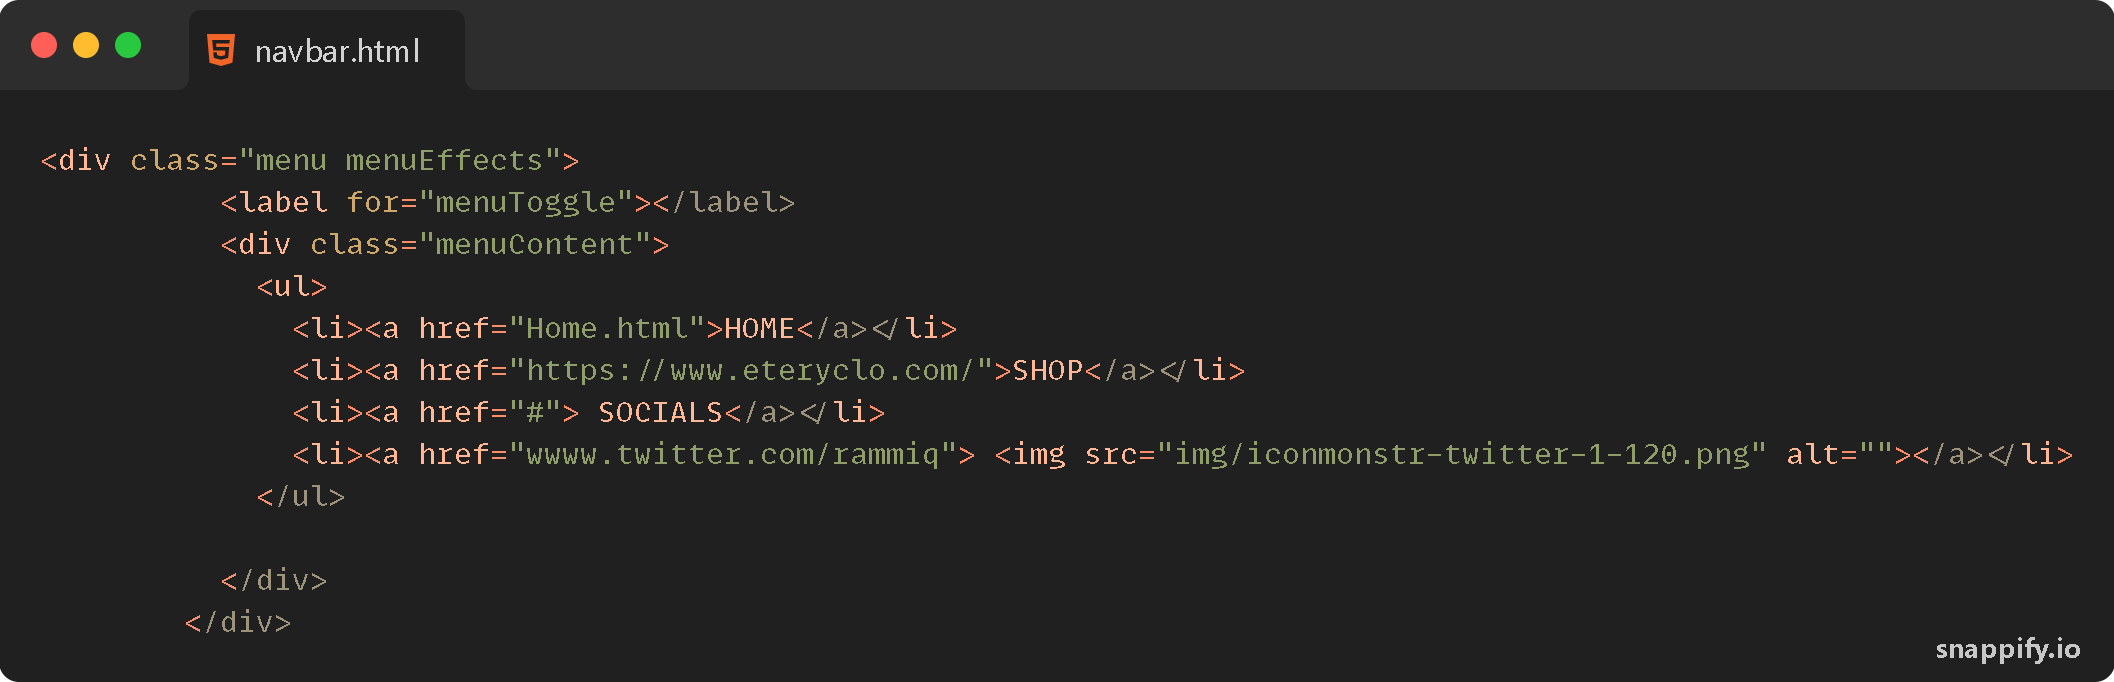 navbar.html
<div class="menu menuEffects">
<label for="menuToggle"></label>
<div class="menuContent">
<ul>
<li><a href="Home.html">HOME</a></li>
<li><a href="https://www.eteryclo.com/">SHOP</a></li>
<li><a href="#"> SOCIALS</a></li>
<li><a href="wwww.twitter.com/rammiq"> <img src="img/iconmonstr-twitter-1-120.png" alt=""></a></li>
</ul>
</div>
</div>
snappify.io